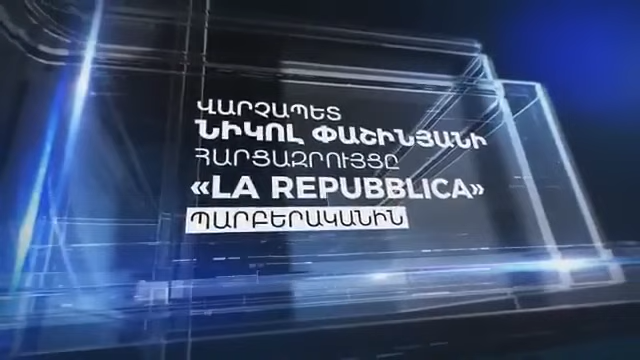 ՎԱՐՉԱՊԵՏ
ՆԻԿՈԼ ՓԱՇԻՆՅԱՆԻ
ՀԱՐՑԱԶՐՈՒՅՑԸ
«LA REPUBBLICA»
ՊԱՐԲԵՐԱԿԱՆԻՆ